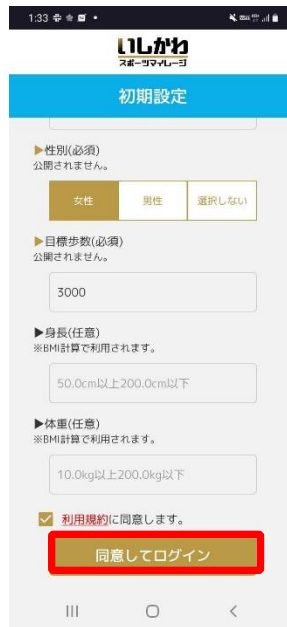 1:33
いしかわ
スポーツマイレージ
初期設定
▶性別(必須)
公開されません。
女性 男性 選択しない
▶目標歩数(必須)
公開されません。
3000
▶身長(任意)
※BMI計算で利用されます。
50.0cm以上200.0cm以下
▶体重(任意)
※BMI計算で利用されます。
10.0kg以上200.0kg以下
利用規約に同意します。
同意してログイン